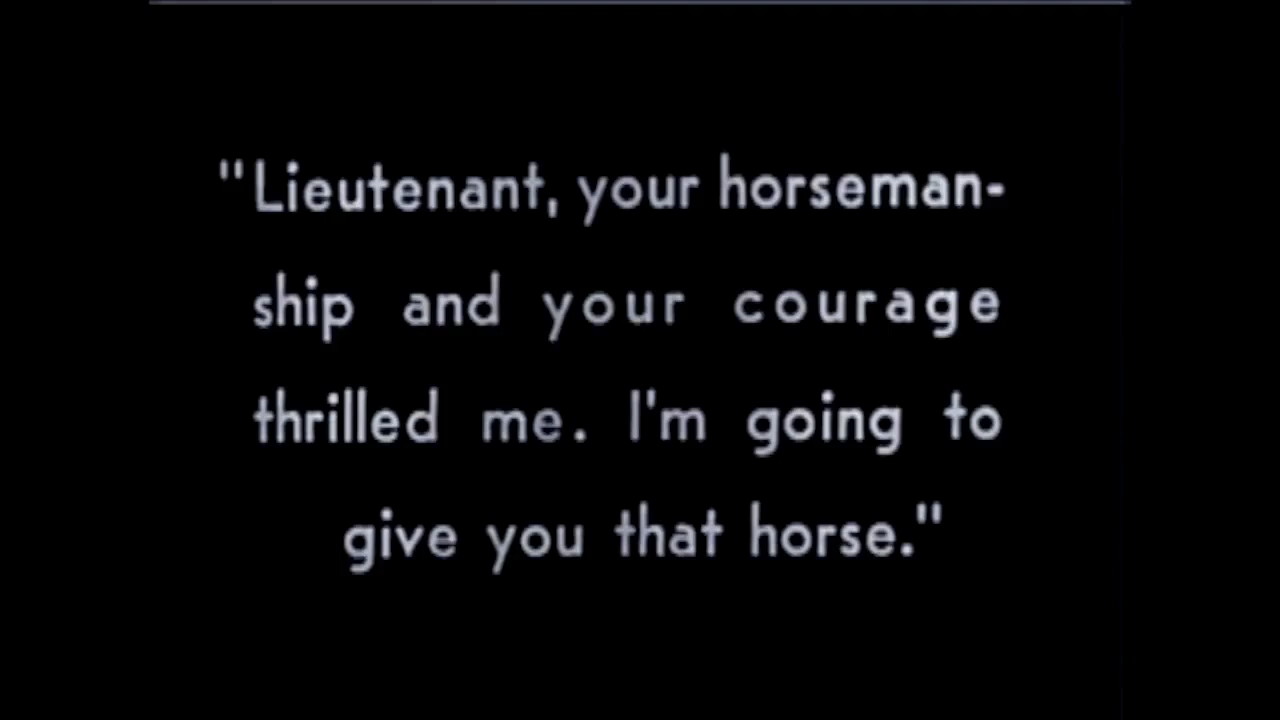 "Lieutenant, your horseman-
ship and your courage
thrilled me. I'm going to
give you that horse."